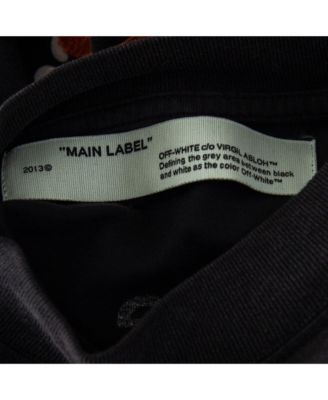 "MAIN LABEL"
2013©
OFF-WHITE c/o VIRGIL ABLOH™
Defining the grey area between black
and white as the color Off-White™